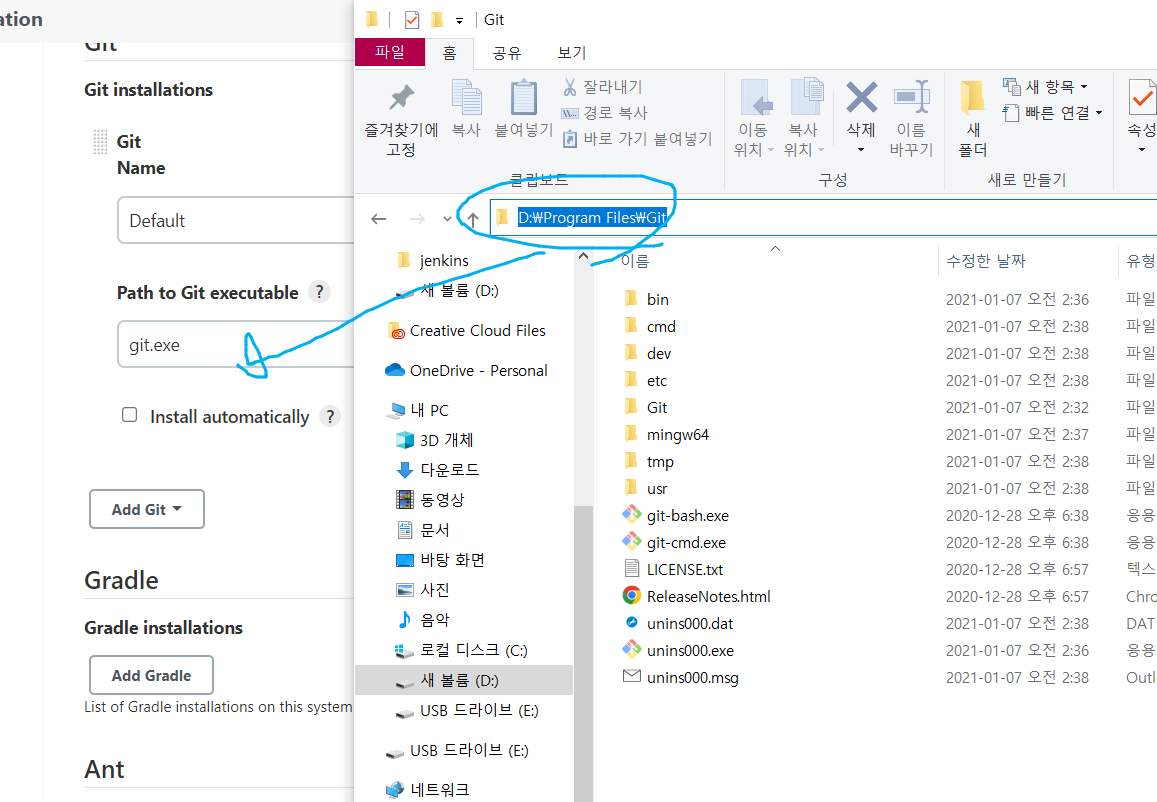 ation
Git
Git installations
Git
Name
Default
Path to Git executable ?
git.exe
Install automatically ?
Add Git
Gradle
Gradle installations
Add Gradle
List of Gradle installations on this system
Ant
Git
파일 홈 공유 보기
즐겨찾기에
고정
복사
붙여넣기
잘라내기
경로 복사
바로 가기 붙여넣기
클립보드
이동
위치
복사
위치
삭제
이름
바꾸기
구성
새
폴더
새 항목
빠른 연결
새로 만들기
속성
D:₩Program Files₩Git
jenkins
새 볼륨 (D:)
Creative Cloud Files
OneDrive - Personal
내 PC
3D 개체
다운로드
동영상
문서
바탕 화면
사진
음악
로컬 디스크 (C:)
새 볼륨 (D:)
USB 드라이브 (E:)
USB 드라이브 (E:)
네트워크
이름 수정한 날짜 유형
bin 2021-01-07 오전 2:36 파일
cmd 2021-01-07 오전 2:38 파일
dev 2021-01-07 오전 2:38 파일
etc 2021-01-07 오전 2:38 파일
Git 2021-01-07 오전 2:32 파일
mingw64 2021-01-07 오전 2:37 파일
tmp 2021-01-07 오전 2:38 파일
usr 2021-01-07 오전 2:38 파일
git-bash.exe 2020-12-28 오후 6:38 응용
git-cmd.exe 2020-12-28 오후 6:38 응용
LICENSE.txt 2020-12-28 오후 6:57 텍스
ReleaseNotes.html 2020-12-28 오후 6:57 Chro
unins000.dat 2021-01-07 오전 2:38 DAT
unins000.exe 2021-01-07 오전 2:36 응용
unins000.msg 2021-01-07 오전 2:38 Outl